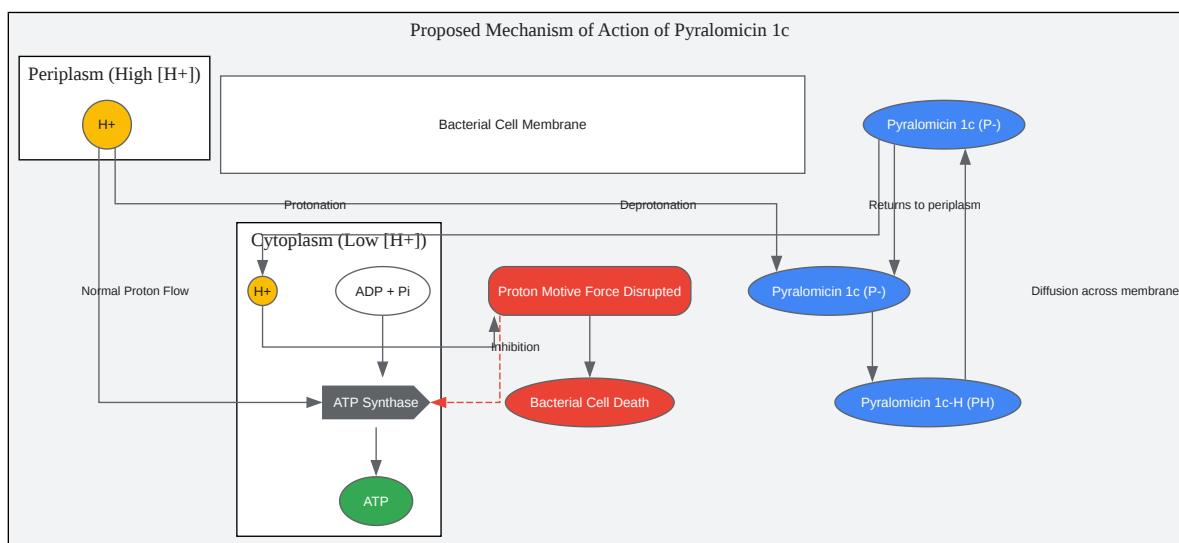 Proposed Mechanism of Action of Pyralomicin 1c
Periplasm (High [H+])
H+
Bacterial Cell Membrane
Pyralomicin 1c (P-)
Protonation
Deprotonation
Returns to periplasm
Cytoplasm (Low [H+])
Normal Proton Flow
H+
ADP + Pi
Proton Motive Force Disrupted
Pyralomicin 1c (P-)
Diffusion across membrane
Inhibition
ATP Synthase
Bacterial Cell Death
Pyralomicin 1c-H (PH)
ATP